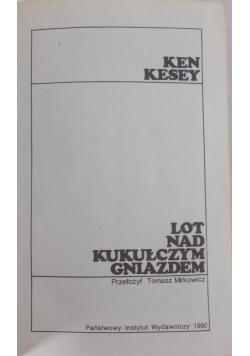 KEN
KESEY
LOT
NAD
KUKUŁCZYM
GNIAZDEM
Przełożył Tomasz Mirkowicz
Państwowy Instytut Wydawniczy 1990